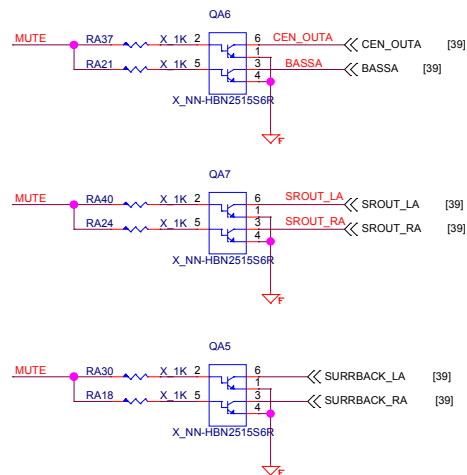 QA6
MUTE RA37 X_1K 2 6 CEN_OUTA CEN_OUTA [39]
1
RA21 X_1K 5 3 BASSA BASSA [39]
4
X_NN-HBN2515S6R
F
QA7
MUTE RA40 X_1K 2 6 SROUT_LA SROUT_LA [39]
1
RA24 X_1K 5 3 SROUT_RA SROUT_RA [39]
4
X_NN-HBN2515S6R
F
QA5
MUTE RA30 X_1K 2 6 SURRBACK_LA [39]
1
RA18 X_1K 5 3 SURRBACK_RA [39]
4
X_NN-HBN2515S6R
F